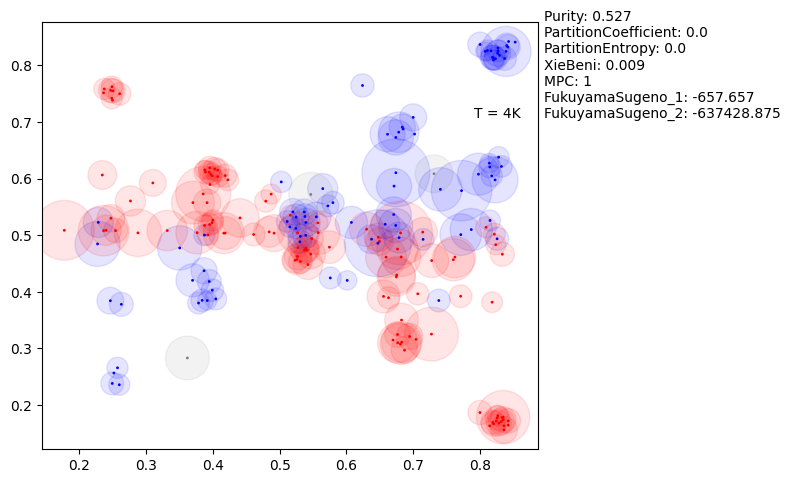 Purity: 0.527
PartitionCoefficient: 0.0
PartitionEntropy: 0.0
XieBeni: 0.009
MPC: 1
FukuyamaSugeno_1: -657.657
FukuyamaSugeno_2: -637428.875
T = 4K
0.8
0.7
0.6
0.5
0.4
0.3
0.2
0.2 0.3 0.4 0.5 0.6 0.7 0.8